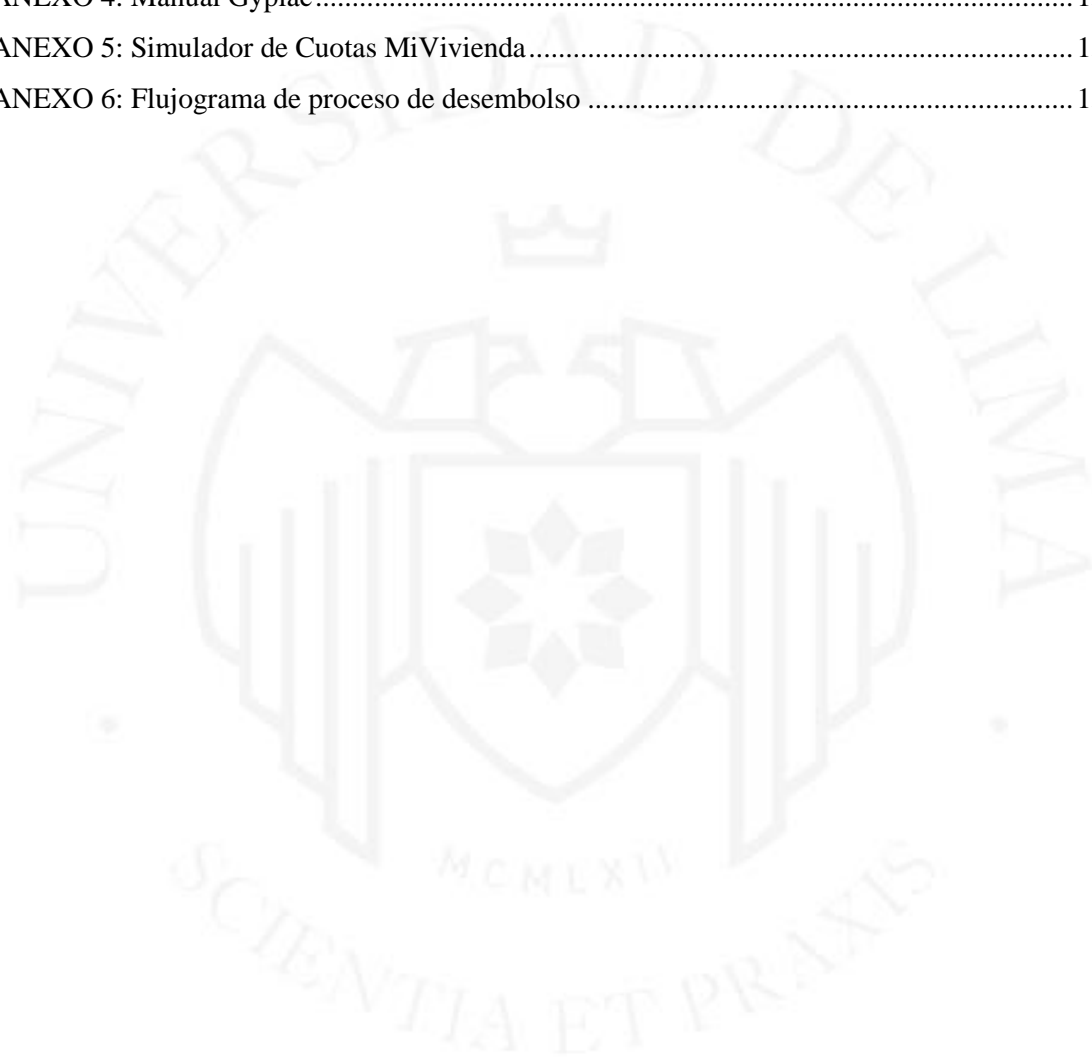 ANEXO 4: Manual Gyplac 1
ANEXO 5: Simulador de Cuotas MiVivienda 1
ANEXO 6: Flujograma de proceso de desembolso 1
UNIVERSIDAD DE LIMA
MCMLXII
SCIENTIA ET PRAXIS